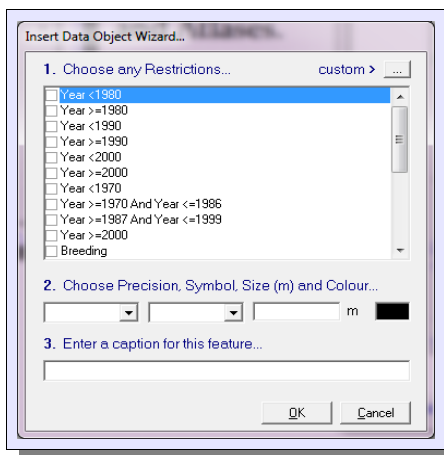 Insert Data Object Wizard...
1. Choose any Restrictions... custom > ...
Year <1980
Year >=1980
Year <1990
Year >=1990
Year <2000
Year >=2000
Year <1970
Year >=1970 And Year <=1986
Year >=1987 And Year <=1999
Year >=2000
Breeding
2. Choose Precision, Symbol, Size (m) and Colour...
m
3. Enter a caption for this feature...
OK Cancel